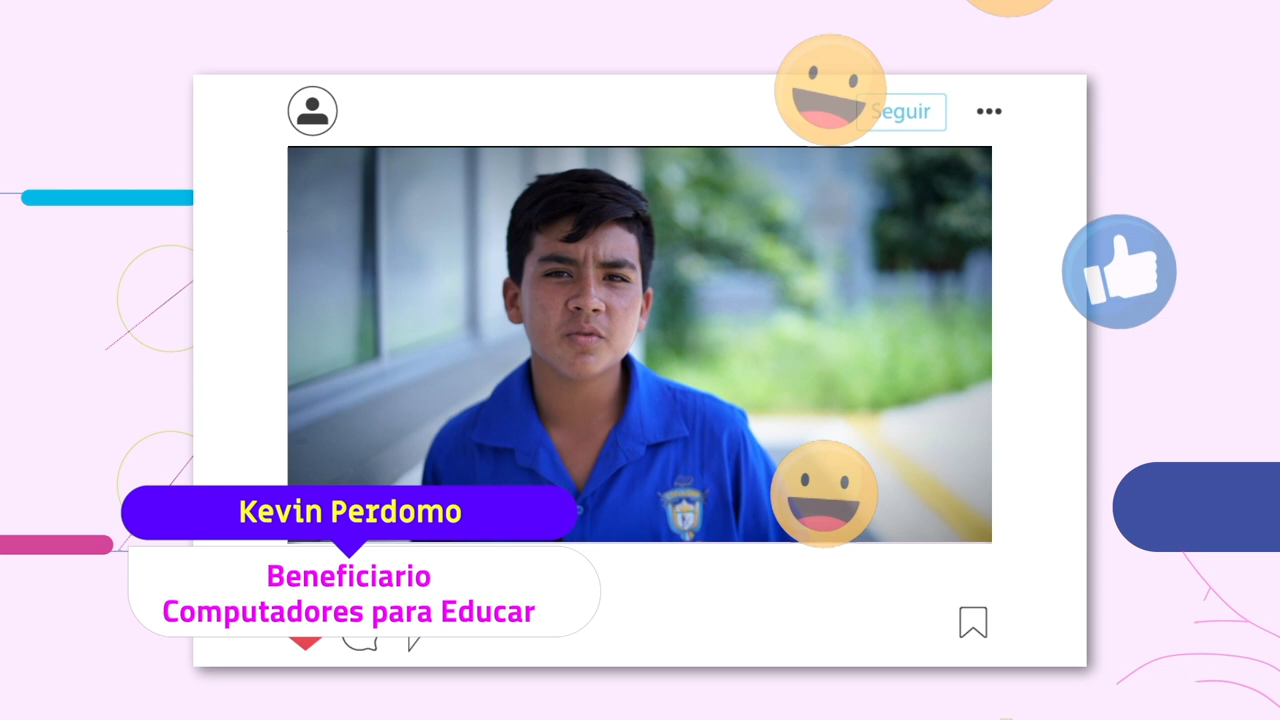 Seguir
Kevin Perdomo
Beneficiario
Computadores para Educar